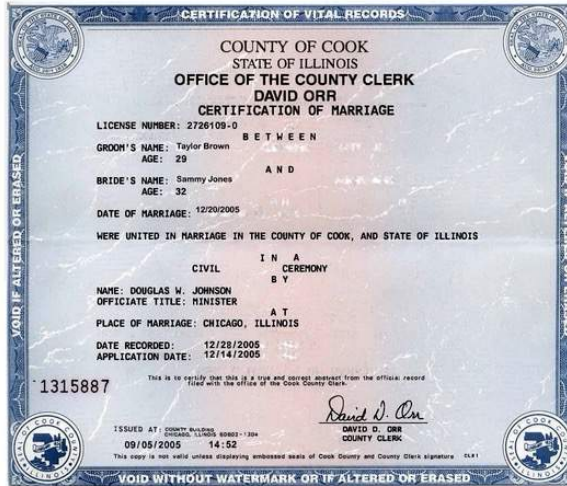 CERTIFICATION OF VITAL RECORDS
COUNTY OF COOK
STATE OF ILLINOIS
OFFICE OF THE COUNTY CLERK
DAVID ORR
CERTIFICATION OF MARRIAGE
LICENSE NUMBER: 2726109-0
BETWEEN
GROOM'S NAME: Taylor Brown
AGE: 29
AND
BRIDE'S NAME: Sammy Jones
AGE: 32
DATE OF MARRIAGE: 12/20/2005
WERE UNITED IN MARRIAGE IN THE COUNTY OF COOK, AND STATE OF ILLINOIS
IN A
CIVIL CEREMONY
BY
NAME: DOUGLAS W. JOHNSON
OFFICIATE TITLE: MINISTER
AT
PLACE OF MARRIAGE: CHICAGO, ILLINOIS
DATE RECORDED: 12/28/2005
APPLICATION DATE: 12/14/2005
This is to certify that this is a true and correct abstract from the official record
filed with the office of the Cook County Clerk.
1315887
David D. Orr
ISSUED AT: COUNTY BUILDING
CHICAGO, ILLINOIS 60602-1304
DAVID D. ORR
COUNTY CLERK
09/05/2005 14:52
This copy is not valid unless displaying embossed seals of Cook County and County Clerk signature CLR1
VOID IF ALTERED OR ERASED
VOID IF ALTERED OR ERASED
VOID WITHOUT WATERMARK OR IF ALTERED OR ERASED